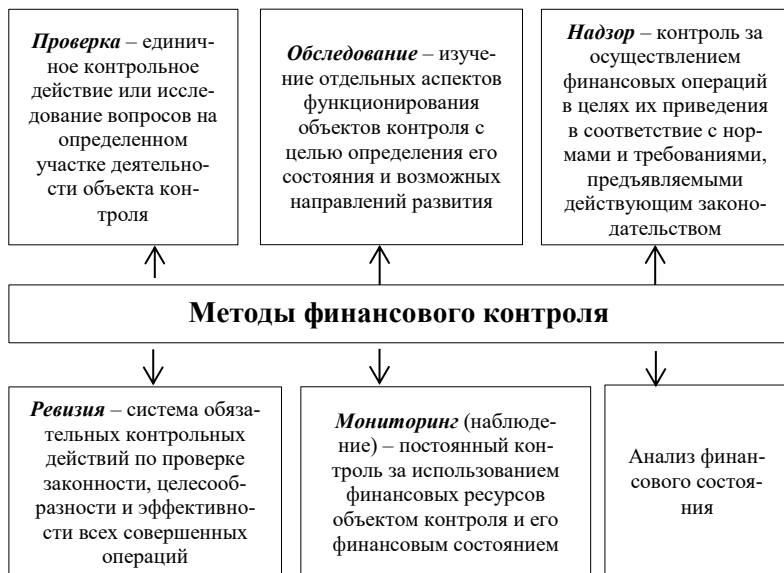 Проверка – единич-
ное контрольное
действие или иссле-
дование вопросов на
определенном
участке деятельно-
сти объекта кон-
троля
Обследование – изуче-
ние отдельных аспектов
функционирования
объектов контроля с
целью определения его
состояния и возможных
направлений развития
Надзор – контроль за
осуществлением
финансовых операций
в целях их приведения
в соответствие с нор-
мами и требованиями,
предъявляемыми
действующим законо-
дательством
Методы финансового контроля
Ревизия – система обяза-
тельных контрольных
действий по проверке
законности, целесооб-
разности и эффективно-
сти всех совершенных
операций
Мониторинг (наблюде-
ние) – постоянный кон-
троль за использованием
финансовых ресурсов
объектом контроля и его
финансовым состоянием
Анализ финан-
сового состоя-
ния